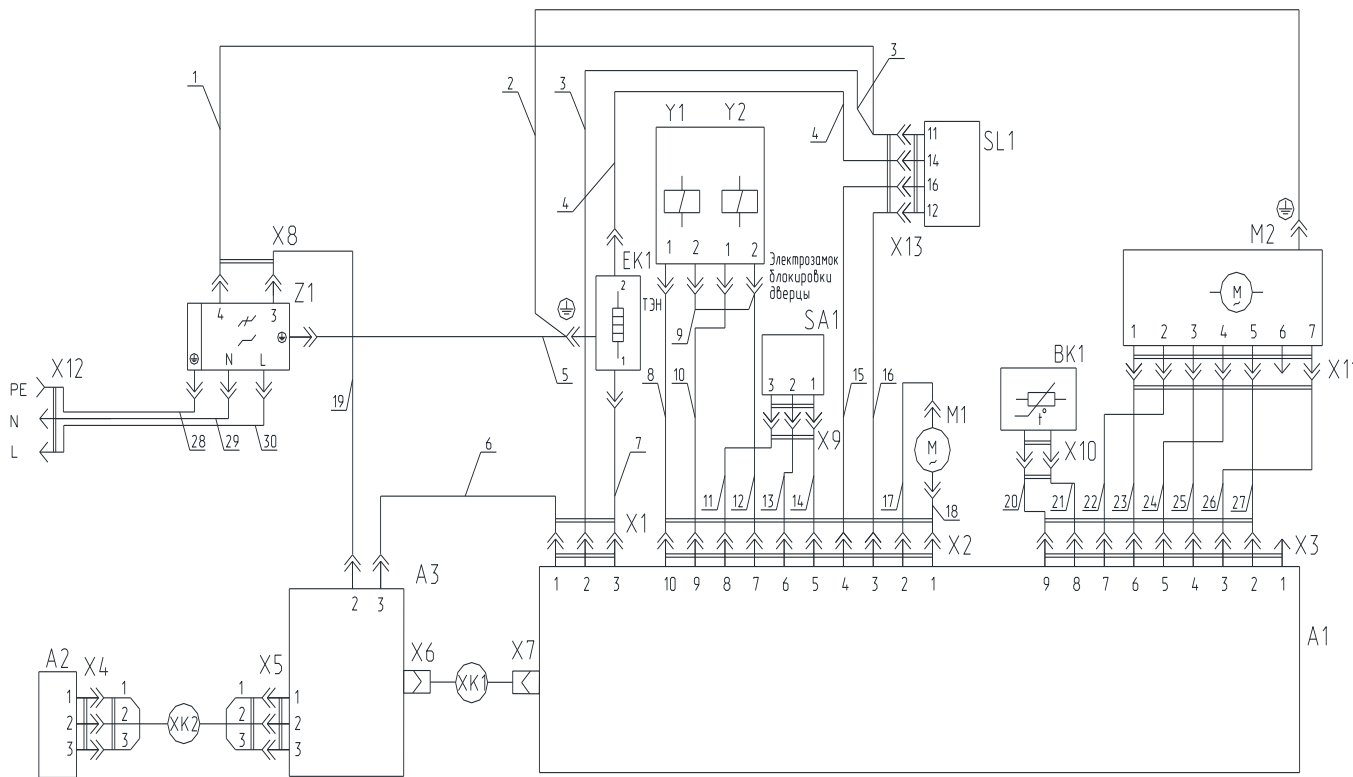 3
1
2
3
Y1 Y2
4
11
14
16
12
SL1
4
X13
M2
X8
1 2 1 2
Электрозамок
блокировки
дверцы
EK1
2
ТЭН
1
Z1
4 3
N L
9
SA1
M
1 2 3 4 5 6 7
X11
X12
PE
N
L
5
19
8
10
3 2 1
15
16
BK1
t°
28
29
30
X9
M1
M
X10
6
7
11
12
13
14
17
18
20
21
22
23
24
25
26
27
X1
X2
X3
A3
2 3
1 2 3
10 9 8 7 6 5 4 3 2 1
9 8 7 6 5 4 3 2 1
A1
A2
X4
X5
X6
XK1
X7
1 1 1 1
2 2 XK2 2 2
3 3 3 3